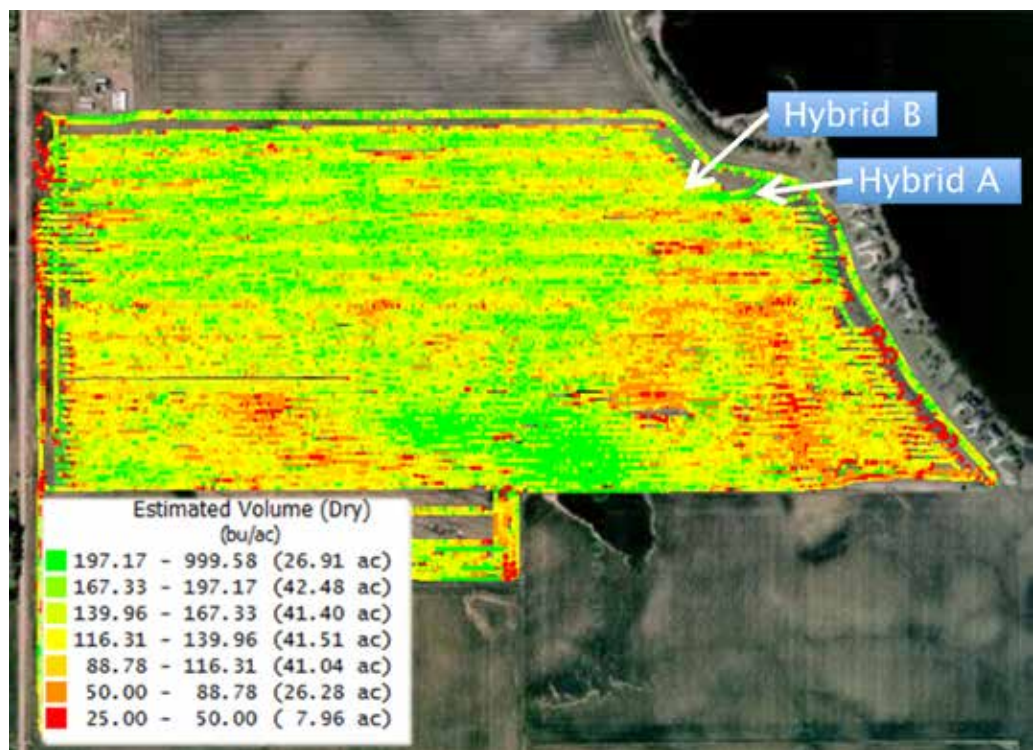 Hybrid B
Hybrid A
Estimated Volume (Dry)
(bu/ac)
197.17 - 999.58 (26.91 ac)
167.33 - 197.17 (42.48 ac)
139.96 - 167.33 (41.40 ac)
116.31 - 139.96 (41.51 ac)
88.78 - 116.31 (41.04 ac)
50.00 - 88.78 (26.28 ac)
25.00 - 50.00 ( 7.96 ac)